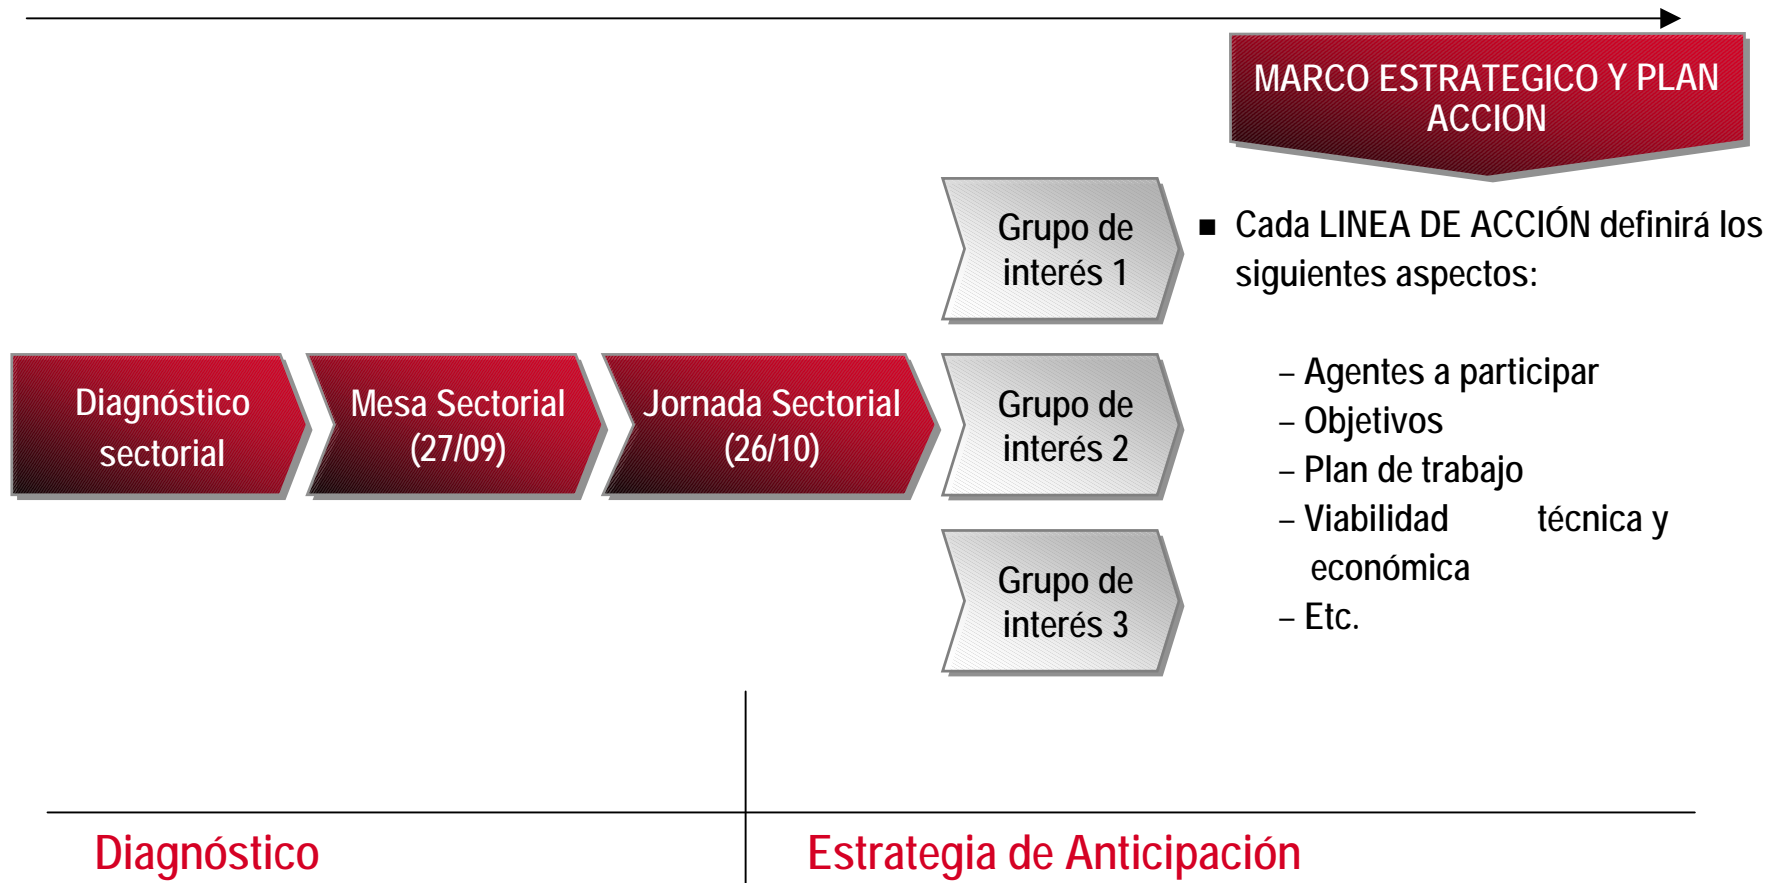 MARCO ESTRATEGICO Y PLAN
ACCION
Grupo de
interés 1
■ Cada LINEA DE ACCIÓN definirá los
siguientes aspectos:
Diagnóstico
sectorial
Mesa Sectorial
(27/09)
Jornada Sectorial
(26/10)
Grupo de
interés 2
– Agentes a participar
– Objetivos
– Plan de trabajo
– Viabilidad técnica y
económica
– Etc.
Grupo de
interés 3
Diagnóstico
Estrategia de Anticipación